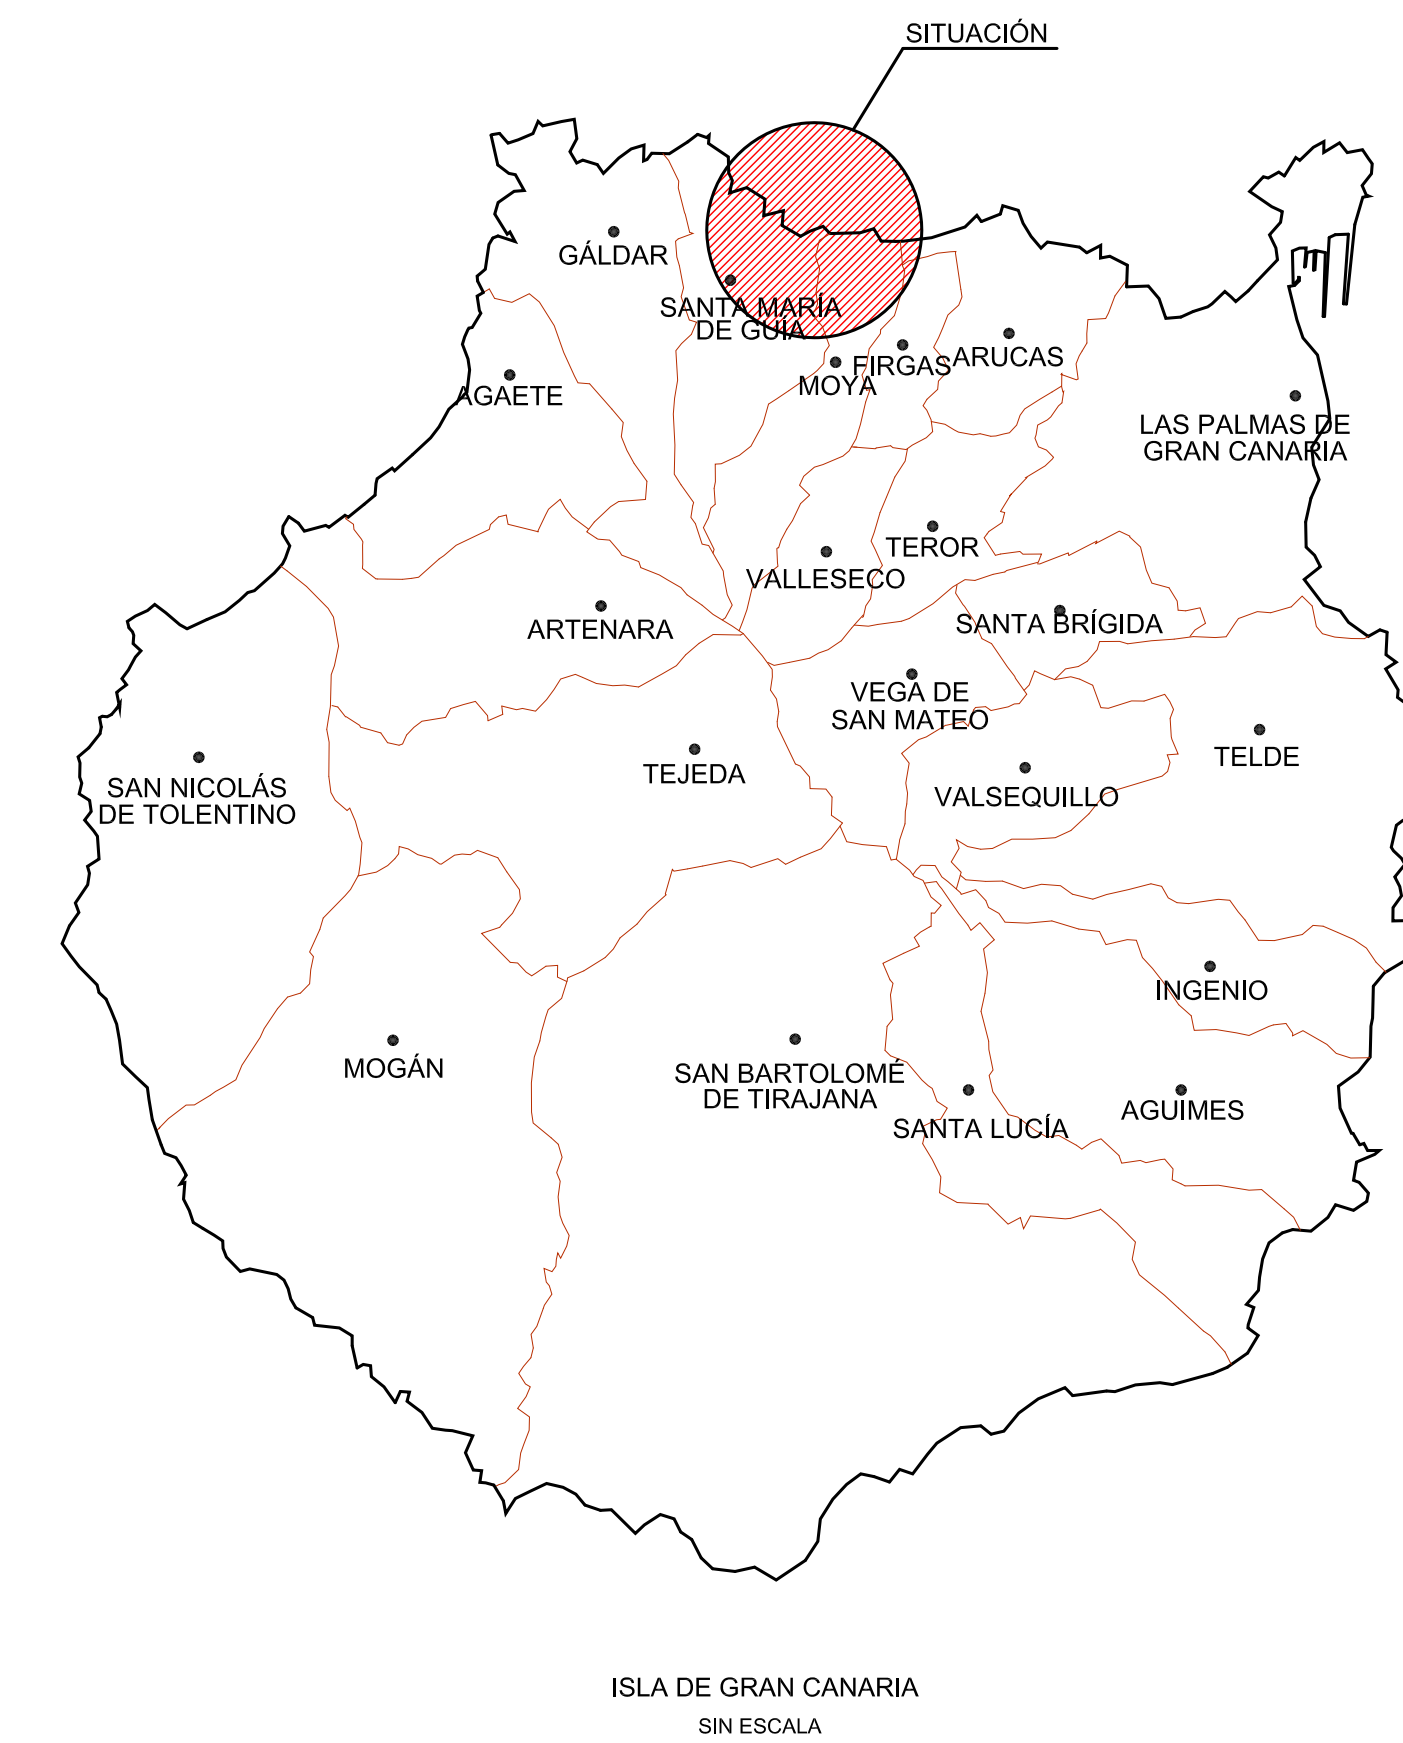 SITUACIÓN
GÁLDAR
SANTA MARÍA
DE GUÍA
MOYA
FIRGAS
ARUCAS
AGAETE
LAS PALMAS DE
GRAN CANARIA
TEROR
VALLESECO
ARTENARA
SANTA BRÍGIDA
VEGA DE
SAN MATEO
TEJEDA
TELDE
SAN NICOLÁS
DE TOLENTINO
VALSEQUILLO
INGENIO
MOGÁN
SAN BARTOLOMÉ
DE TIRAJANA
SANTA LUCÍA
AGUIMES
ISLA DE GRAN CANARIA
SIN ESCALA